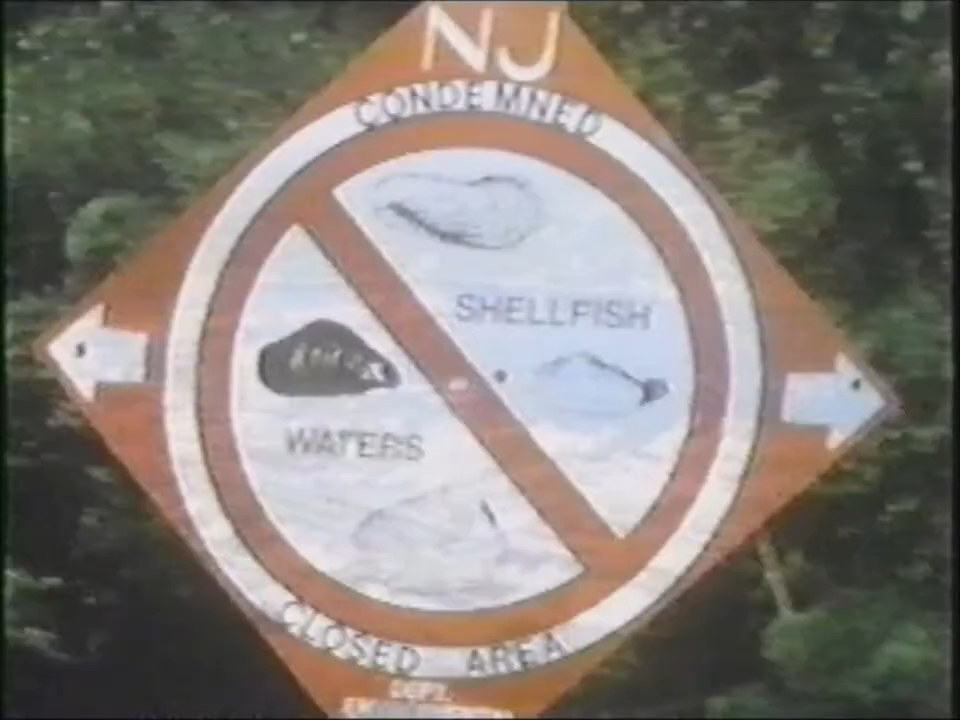 NJ
CONDEMNED
SHELLFISH
WATERS
CLOSED AREA
DEPT.